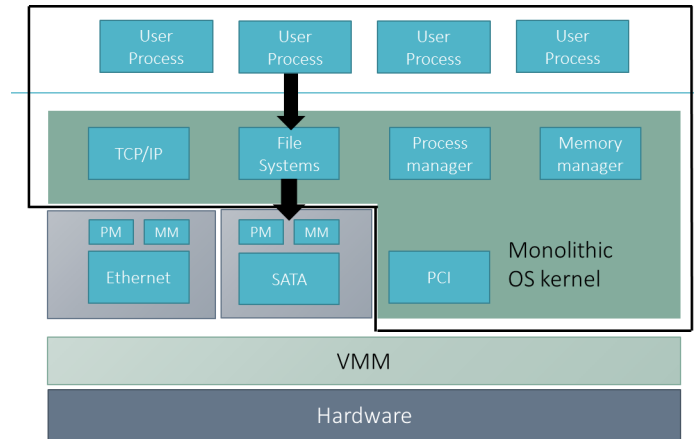 User
Process
User
Process
User
Process
User
Process
TCP/IP
File
Systems
Process
manager
Memory
manager
PM
MM
Ethernet
PM
MM
SATA
PCI
Monolithic
OS kernel
VMM
Hardware